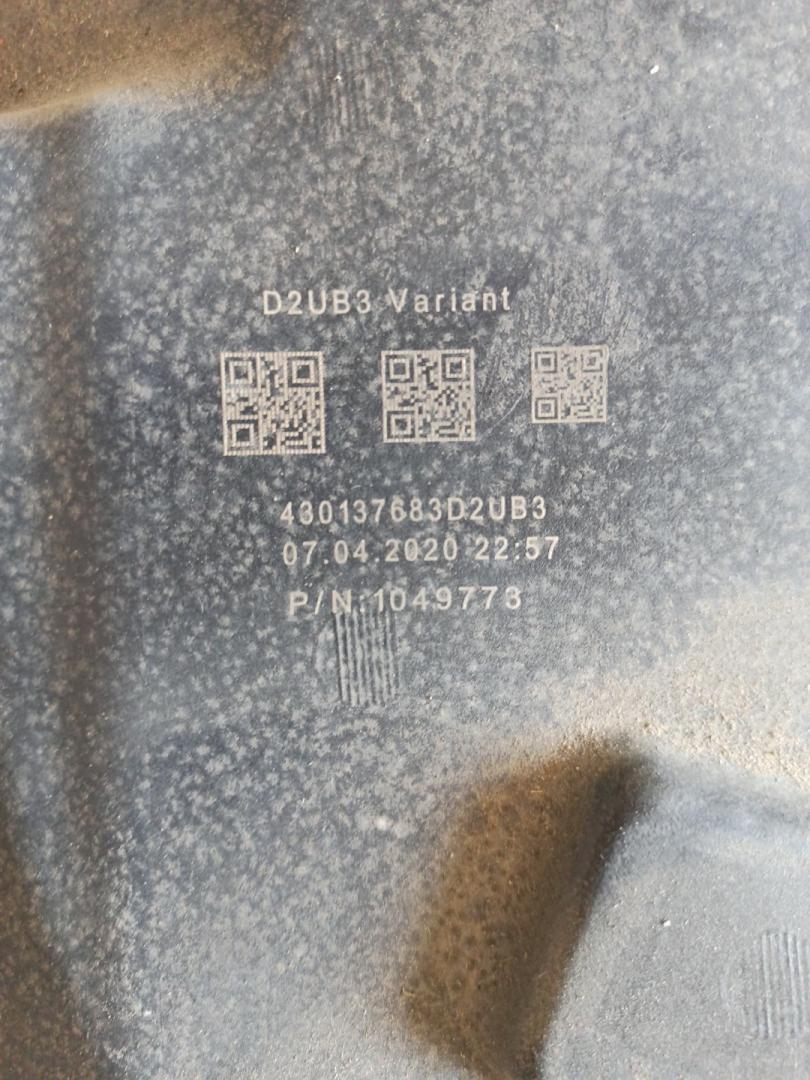 D2UB3 Variant
430137683D2UB3
07.04.2020 22:57
P/N:1049773